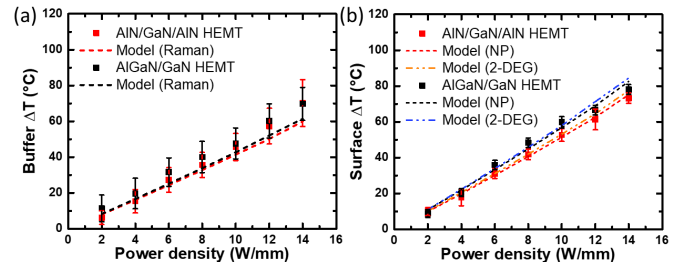 (a)
120
100
80
60
40
20
0
Buffer ΔT (°C)
AlN/GaN/AlN HEMT
Model (Raman)
AlGaN/GaN HEMT
Model (Raman)
0 2 4 6 8 10 12 14 16
Power density (W/mm)
(b)
120
100
80
60
40
20
0
Surface ΔT (°C)
AlN/GaN/AlN HEMT
Model (NP)
Model (2-DEG)
AlGaN/GaN HEMT
Model (NP)
Model (2-DEG)
0 2 4 6 8 10 12 14 16
Power density (W/mm)